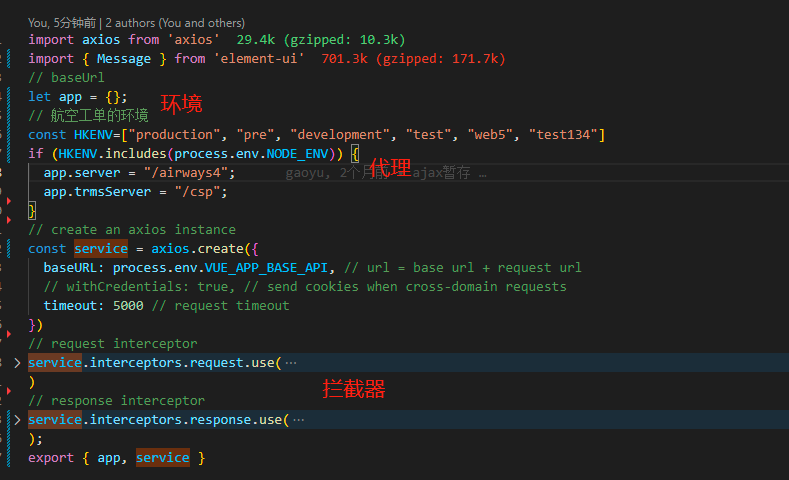 You, 5分钟前 | 2 authors (You and others)
import axios from 'axios'  29.4k (gzipped: 10.3k)
import { Message } from 'element-ui'  701.3k (gzipped: 171.7k)
// baseUrl
let app = {};
环境
// 航空工单的环境
const HKENV=["production", "pre", "development", "test", "web5", "test134"]
if (HKENV.includes(process.env.NODE_ENV)) {
代理
app.server = "/airways4";      gaoyu, 2个月前 • ajax暂存 …
app.trmsServer = "/csp";
}
// create an axios instance
const service = axios.create({
baseURL: process.env.VUE_APP_BASE_API, // url = base url + request url
// withCredentials: true, // send cookies when cross-domain requests
timeout: 5000 // request timeout
})
// request interceptor
service.interceptors.request.use( ⋯
)
拦截器
// response interceptor
service.interceptors.response.use( ⋯
);
export { app, service }